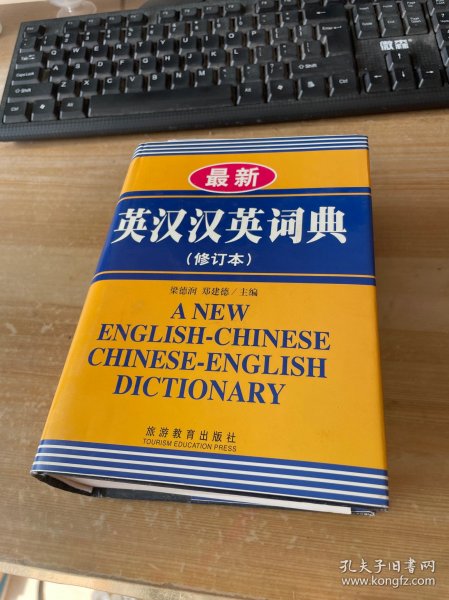 微森
最新
英汉汉英词典
(修订本)
梁德润 郑建德/主编
A NEW
ENGLISH-CHINESE
CHINESE-ENGLISH
DICTIONARY
旅游教育出版社
TOURISM EDUCATION PRESS
孔夫子旧书网
www.kongfz.com